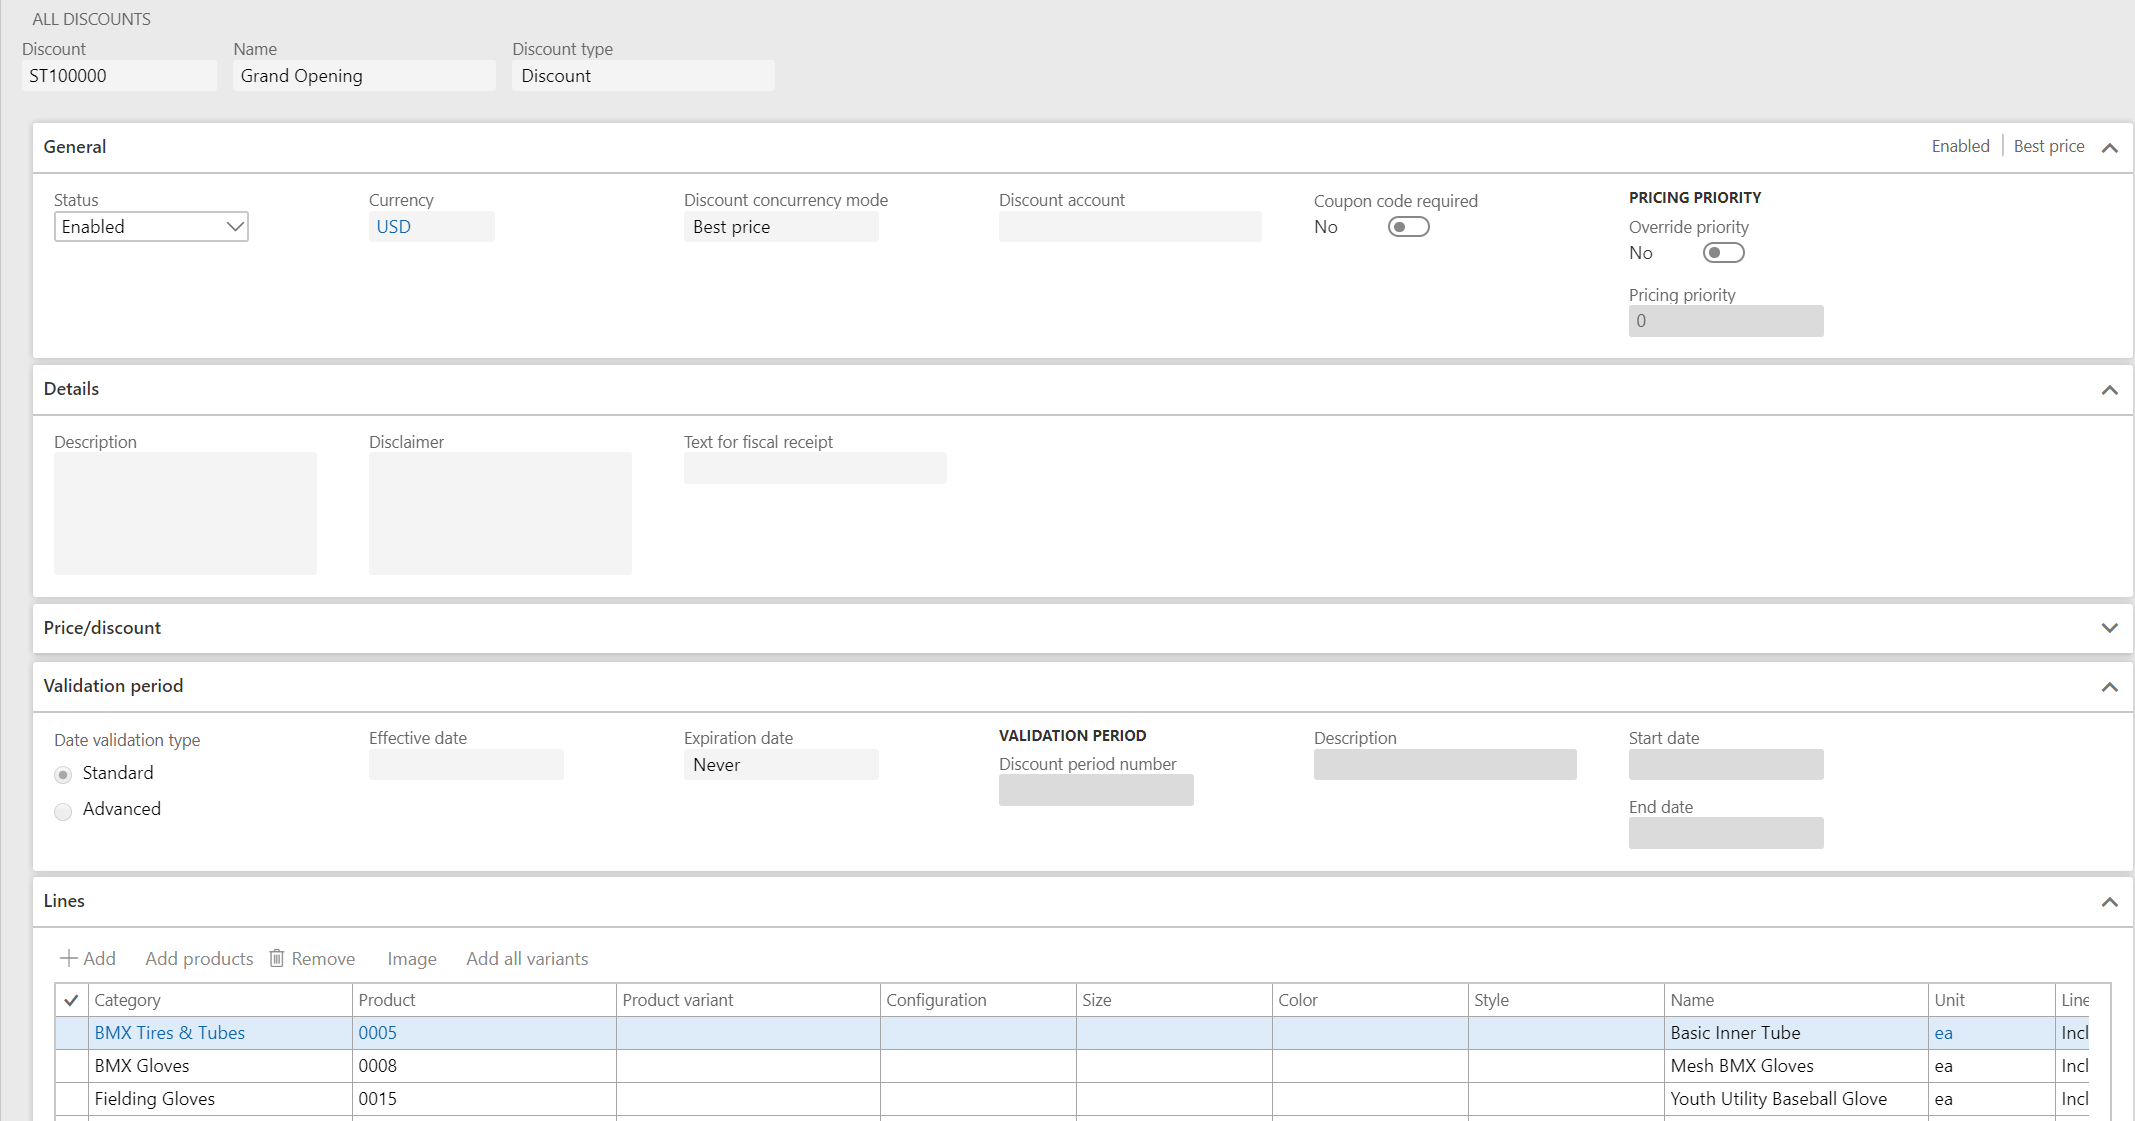 ALL DISCOUNTS
Discount Name Discount type
ST100000 Grand Opening Discount
General Enabled Best price
Status Currency Discount concurrency mode Discount account Coupon code required PRICING PRIORITY
Enabled USD Best price No Override priority
No
Pricing priority
0
Details
Description Disclaimer Text for fiscal receipt
Price/discount
Validation period
Date validation type Effective date Expiration date VALIDATION PERIOD Description Start date
Standard Never Discount period number
Advanced End date
Lines
Add Add products Remove Image Add all variants
Category Product Product variant Configuration Size Color Style Name Unit Line
BMX Tires & Tubes 0005 Basic Inner Tube ea Incl
BMX Gloves 0008 Mesh BMX Gloves ea Incl
Fielding Gloves 0015 Youth Utility Baseball Glove ea Incl